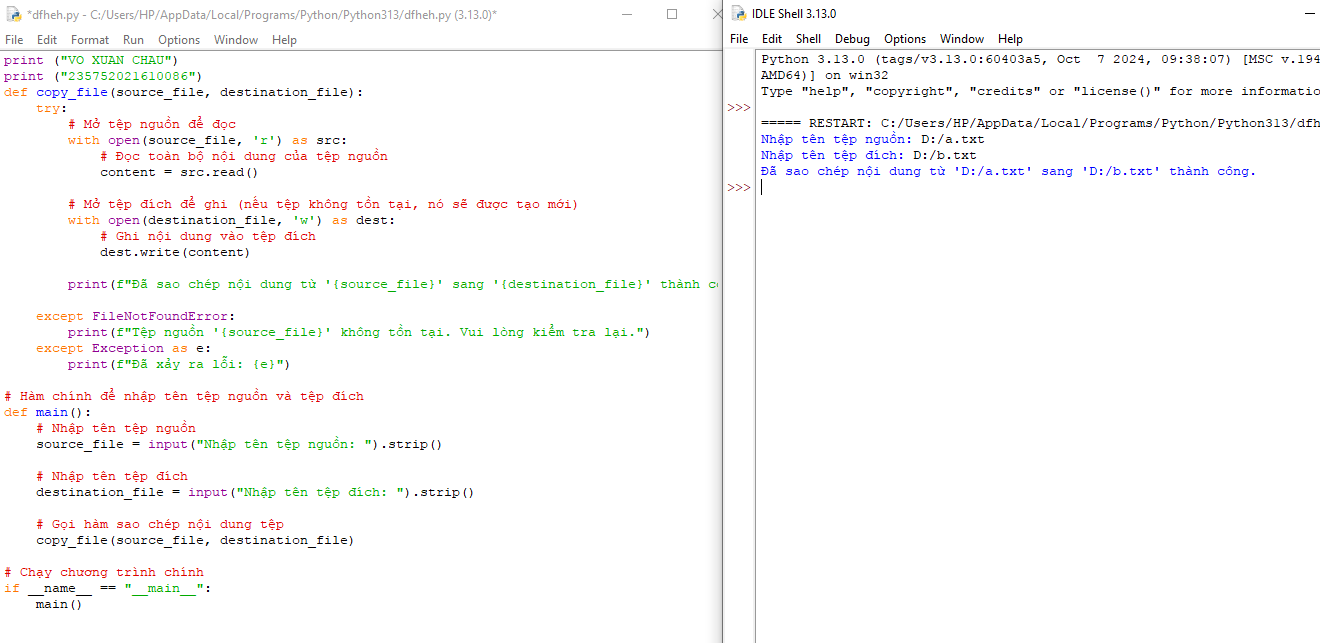 *dfheh.py - C:/Users/HP/AppData/Local/Programs/Python/Python313/dfheh.py (3.13.0)*
File Edit Format Run Options Window Help
print ("VO XUAN CHAU")
print ("235752021610086")
def copy_file(source_file, destination_file):
    try:
        # Mở tệp nguồn để đọc
        with open(source_file, 'r') as src:
            # Đọc toàn bộ nội dung của tệp nguồn
            content = src.read()

        # Mở tệp đích để ghi (nếu tệp không tồn tại, nó sẽ được tạo mới)
        with open(destination_file, 'w') as dest:
            # Ghi nội dung vào tệp đích
            dest.write(content)

        print(f"Đã sao chép nội dung từ '{source_file}' sang '{destination_file}' thành c

    except FileNotFoundError:
        print(f"Tệp nguồn '{source_file}' không tồn tại. Vui lòng kiểm tra lại.")
    except Exception as e:
        print(f"Đã xảy ra lỗi: {e}")

# Hàm chính để nhập tên tệp nguồn và tệp đích
def main():
    # Nhập tên tệp nguồn
    source_file = input("Nhập tên tệp nguồn: ").strip()

    # Nhập tên tệp đích
    destination_file = input("Nhập tên tệp đích: ").strip()

    # Gọi hàm sao chép nội dung tệp
    copy_file(source_file, destination_file)

# Chạy chương trình chính
if __name__ == "__main__":
    main()
IDLE Shell 3.13.0
File Edit Shell Debug Options Window Help
Python 3.13.0 (tags/v3.13.0:60403a5, Oct  7 2024, 09:38:07) [MSC v.194
AMD64)] on win32
Type "help", "copyright", "credits" or "license()" for more informatio
>>>
===== RESTART: C:/Users/HP/AppData/Local/Programs/Python/Python313/dfh
Nhập tên tệp nguồn: D:/a.txt
Nhập tên tệp đích: D:/b.txt
Đã sao chép nội dung từ 'D:/a.txt' sang 'D:/b.txt' thành công.
>>>